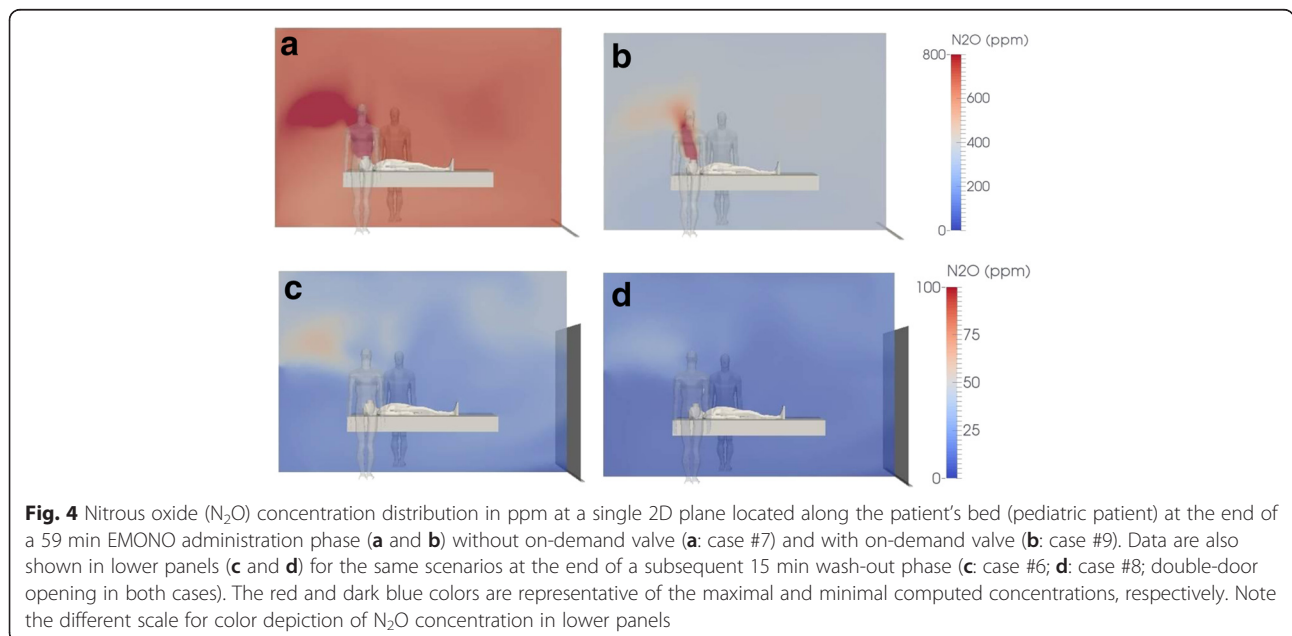 a
b
N2O (ppm)
800
600
400
200
0
c
d
N2O (ppm)
100
75
50
25
0
Fig. 4 Nitrous oxide (N₂O) concentration distribution in ppm at a single 2D plane located along the patient's bed (pediatric patient) at the end of
a 59 min EMONO administration phase (a and b) without on-demand valve (a: case #7) and with on-demand valve (b: case #9). Data are also
shown in lower panels (c and d) for the same scenarios at the end of a subsequent 15 min wash-out phase (c: case #6; d: case #8; double-door
opening in both cases). The red and dark blue colors are representative of the maximal and minimal computed concentrations, respectively. Note
the different scale for color depiction of N₂O concentration in lower panels